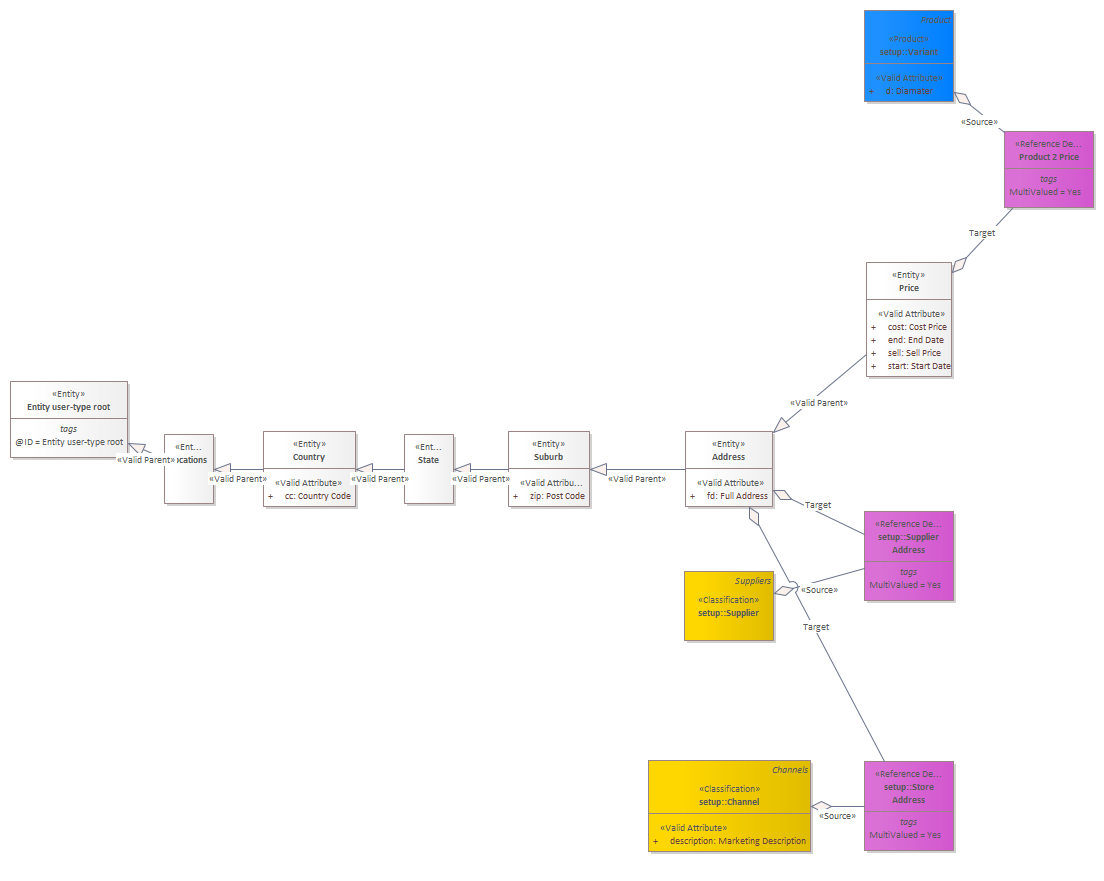 Product
«Product»
setup::Variant
«Valid Attribute»
+ d: Diamater
«Source»
«Reference De...
Product 2 Price
tags
MultiValued = Yes
Target
«Entity»
Price
«Valid Attribute»
+ cost: Cost Price
+ end: End Date
+ sell: Sell Price
+ start: Start Date
«Valid Parent»
«Entity»
Entity user-type root
tags
@ID = Entity user-type root
«Valid Parent»
«Ent...
cations
«Valid Parent»
«Entity»
Country
«Valid Attribute»
+ cc: Country Code
«Valid Parent»
«Ent...
State
«Valid Parent»
«Entity»
Suburb
«Valid Attribu...
+ zip: Post Code
«Valid Parent»
«Entity»
Address
«Valid Attribute»
+ fd: Full Address
Target
«Reference De...
setup::Supplier
Address
tags
MultiValued = Yes
Suppliers
«Classification»
setup::Supplier
«Source»
Target
Channels
«Classification»
setup::Channel
«Valid Attribute»
+ description: Marketing Description
«Source»
«Reference De...
setup::Store
Address
tags
MultiValued = Yes